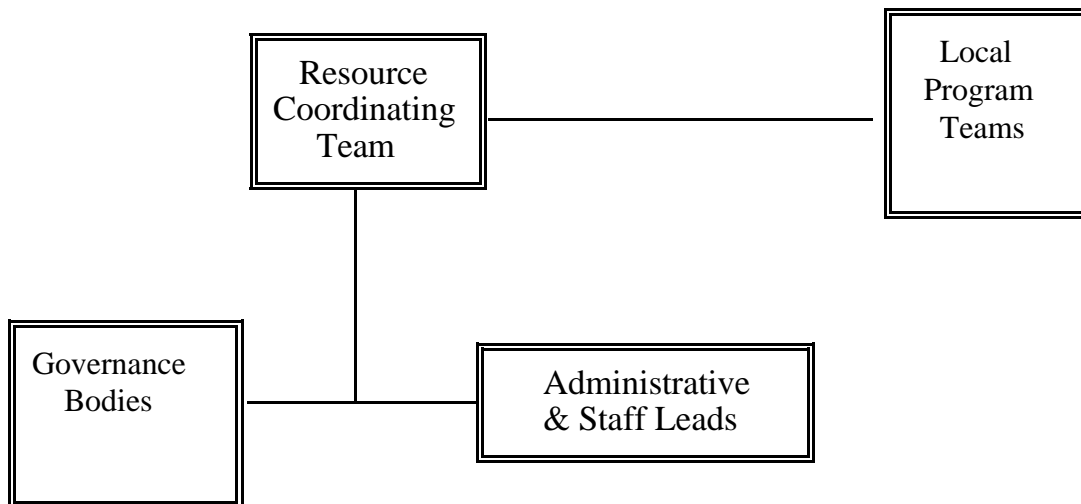 Resource
Coordinating
Team
Local
Program
Teams
Governance
Bodies
Administrative
& Staff Leads